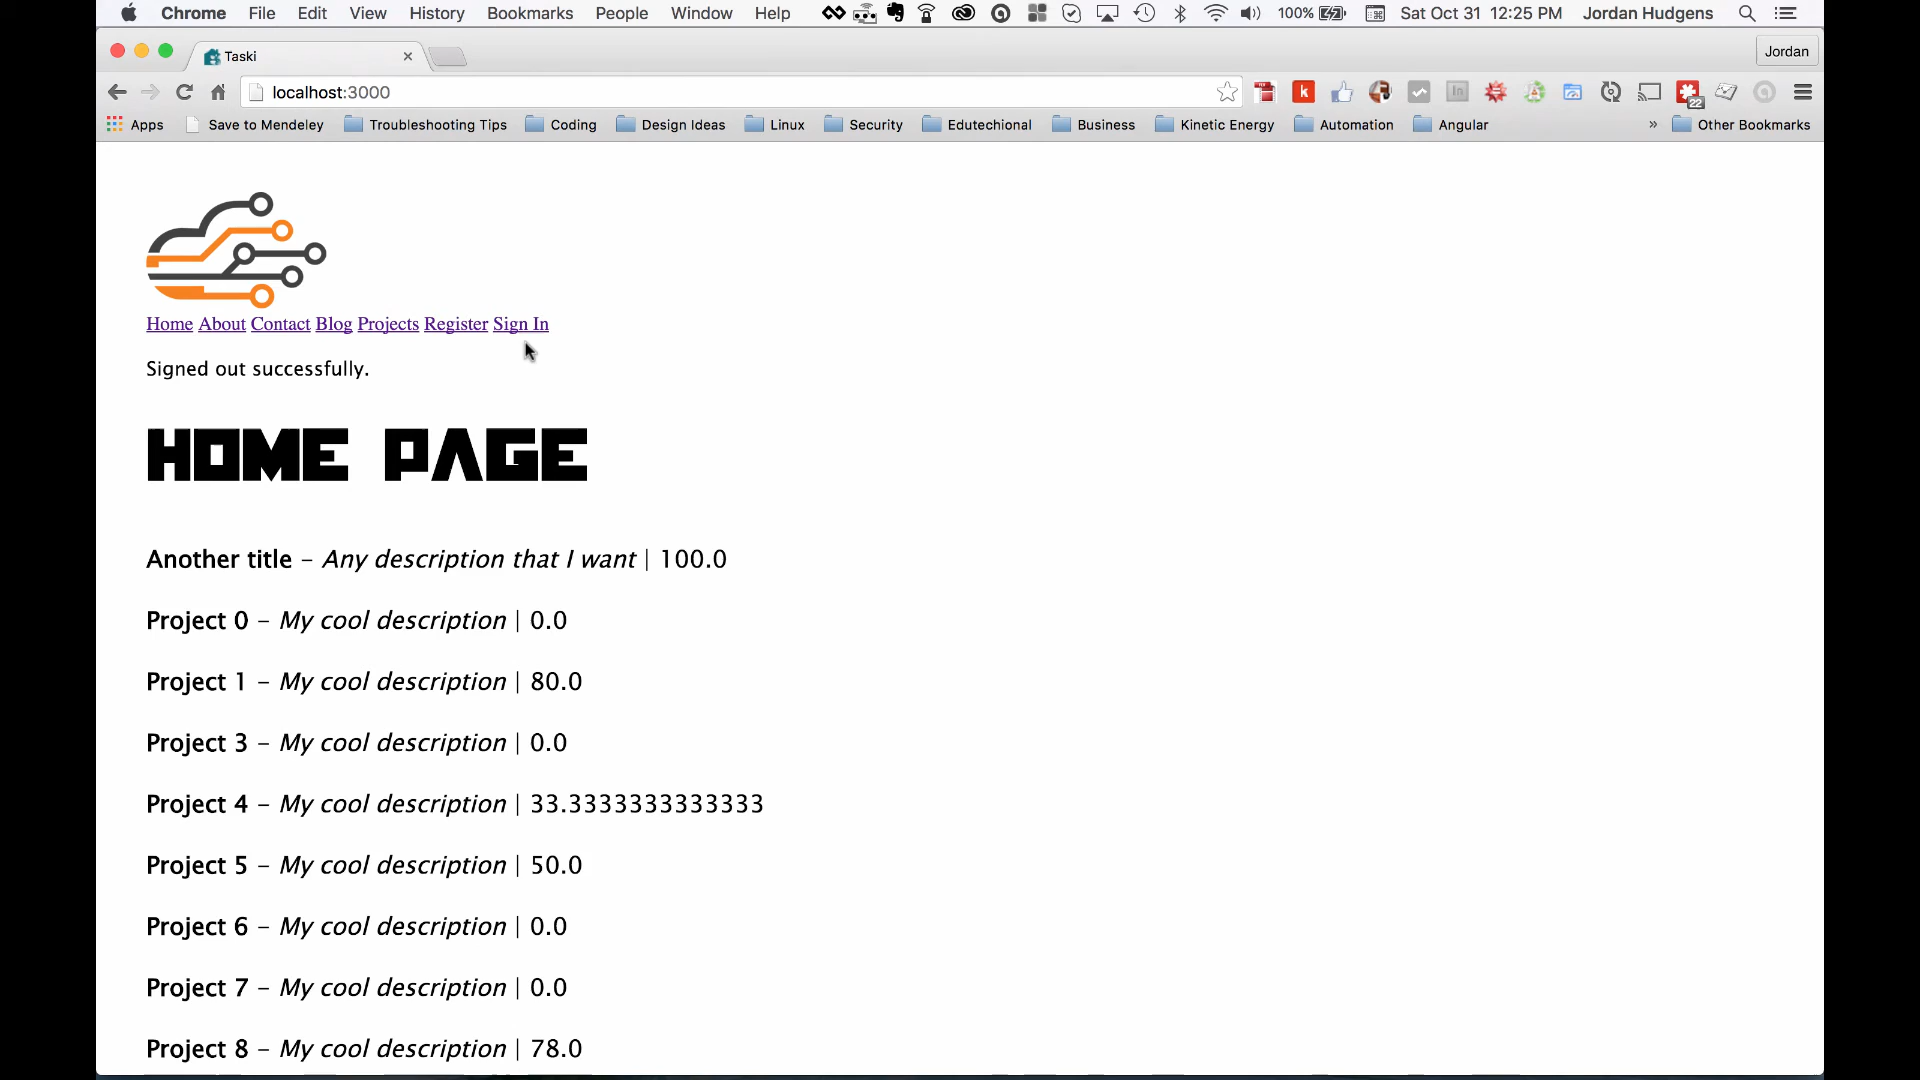 Chrome File Edit View History Bookmarks People Window Help 100% Sat Oct 31 12:25 PM Jordan Hudgens
Taski Jordan
localhost:3000 22
Apps Save to Mendeley Troubleshooting Tips Coding Design Ideas Linux Security Edutechional Business Kinetic Energy Automation Angular » Other Bookmarks
Home About Contact Blog Projects Register Sign In
Signed out successfully.
HOME PAGE
Another title – Any description that I want | 100.0
Project 0 – My cool description | 0.0
Project 1 – My cool description | 80.0
Project 3 – My cool description | 0.0
Project 4 – My cool description | 33.3333333333333
Project 5 – My cool description | 50.0
Project 6 – My cool description | 0.0
Project 7 – My cool description | 0.0
Project 8 – My cool description | 78.0